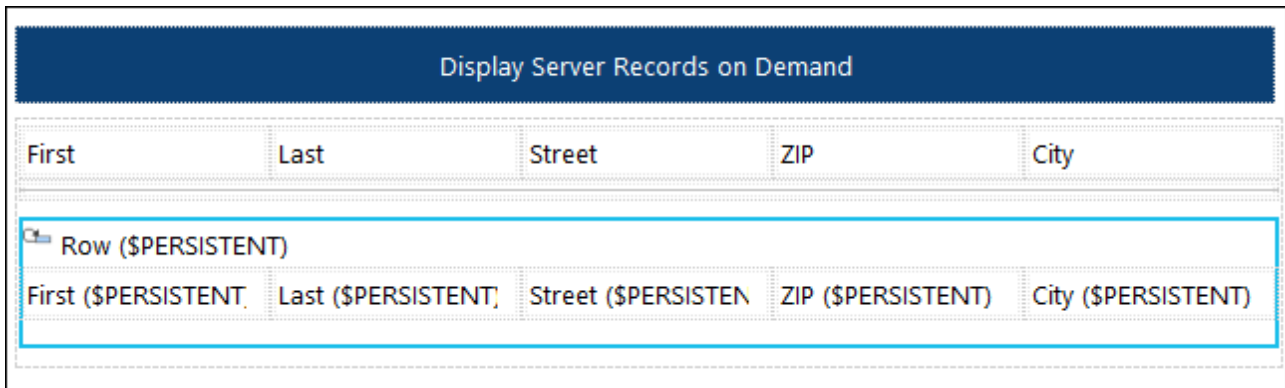 Display Server Records on Demand
First Last Street ZIP City
Row ($PERSISTENT)
First ($PERSISTENT Last ($PERSISTENT) Street ($PERSISTEN ZIP ($PERSISTENT) City ($PERSISTENT)